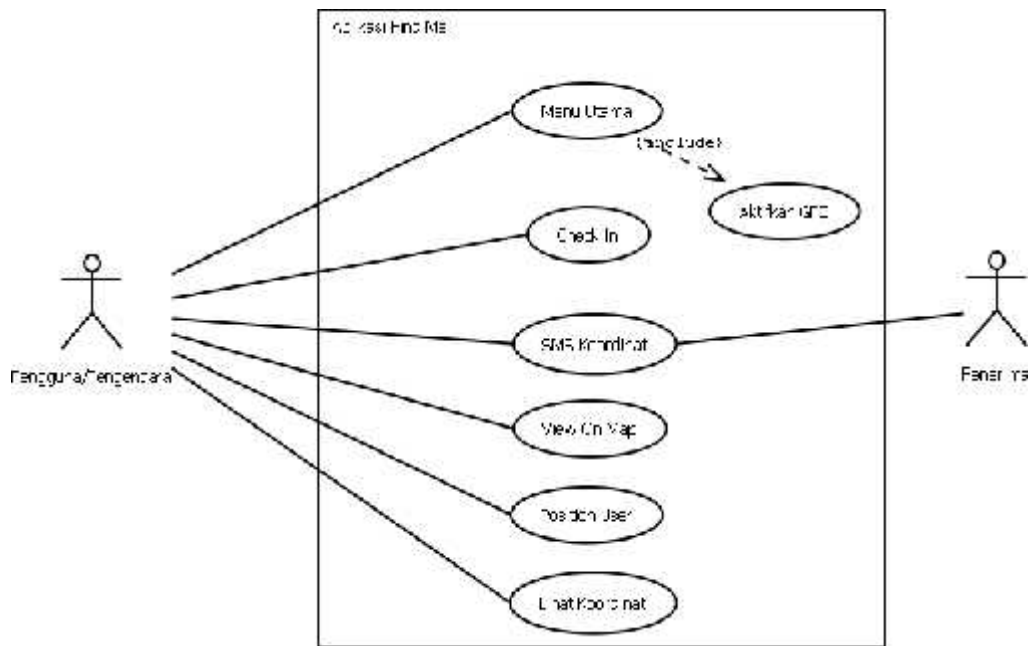 Aplikasi Find Me
Menu Utama
Aktifkan GPS
Check In
SMS Koordinat
Pengguna/Pengendara
Penerima
View On Map
Position User
Lihat Koordinat